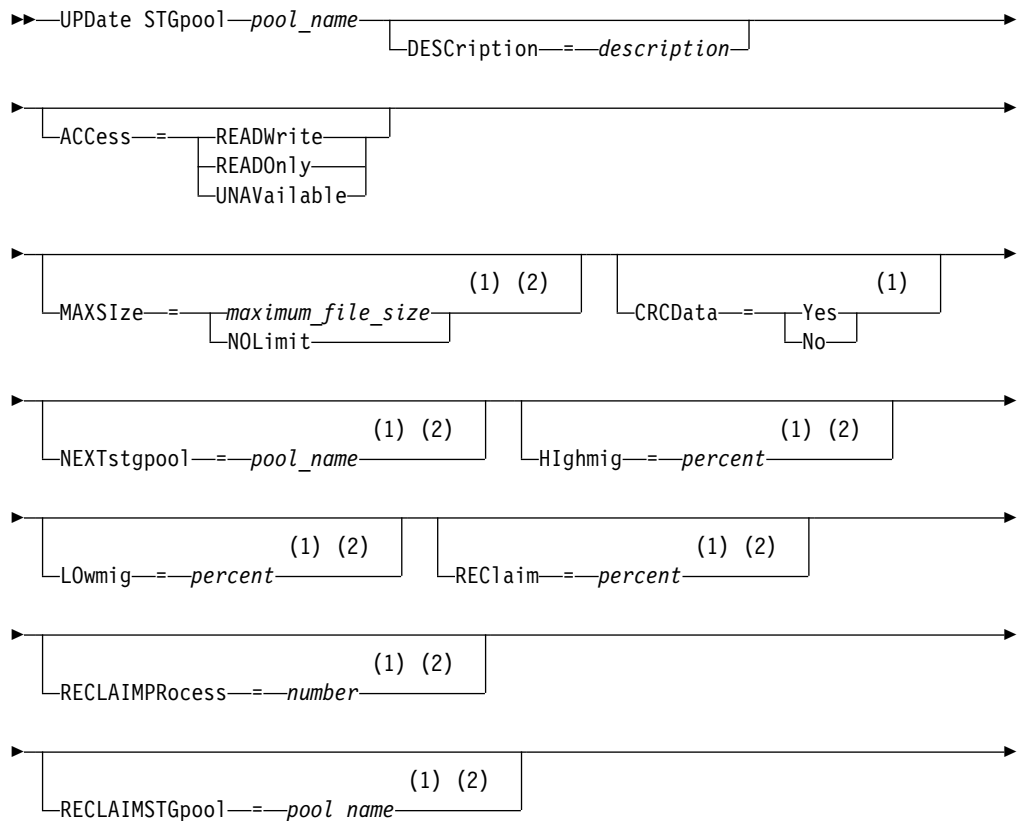 UPDate STGpool pool_name
DESCription = description
ACCess = READWrite
READOnly
UNAVailable
(1) (2) (1)
MAXSIze = maximum_file_size CRCData = Yes
NOLimit No
(1) (2) (1) (2)
NEXTstgpool = pool_name HIghmig = percent
(1) (2) (1) (2)
LOwmig = percent REClaim = percent
(1) (2)
RECLAIMPRocess = number
(1) (2)
RECLAIMSTGpool = pool name